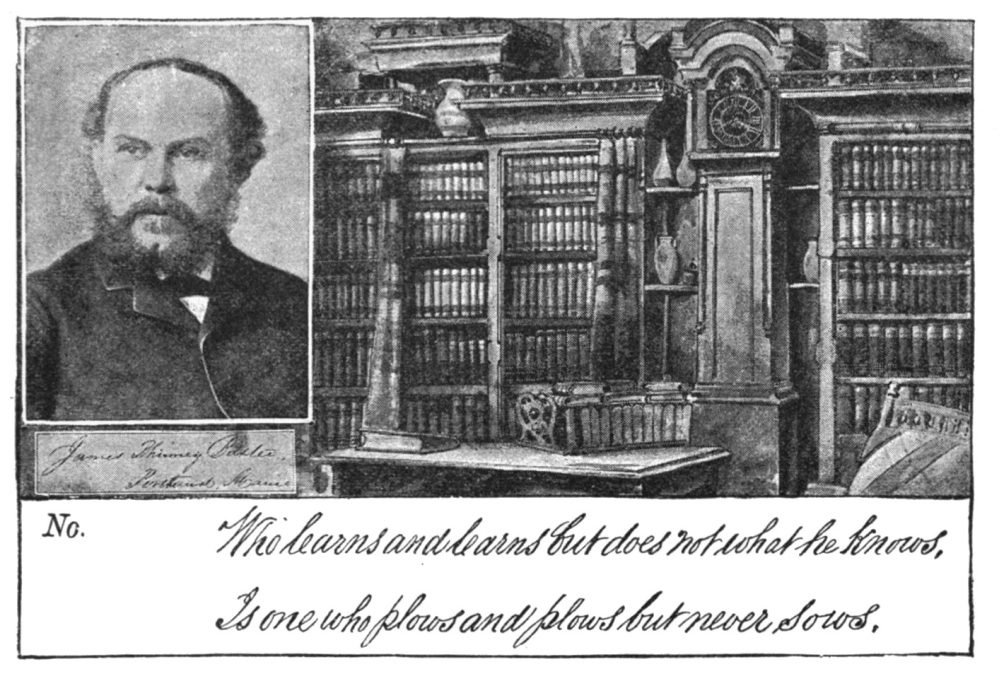 James Phinney Baxter
Portland Maine
No.
Who learns and learns but does not what he knows,
Is one who plows and plows but never sows.